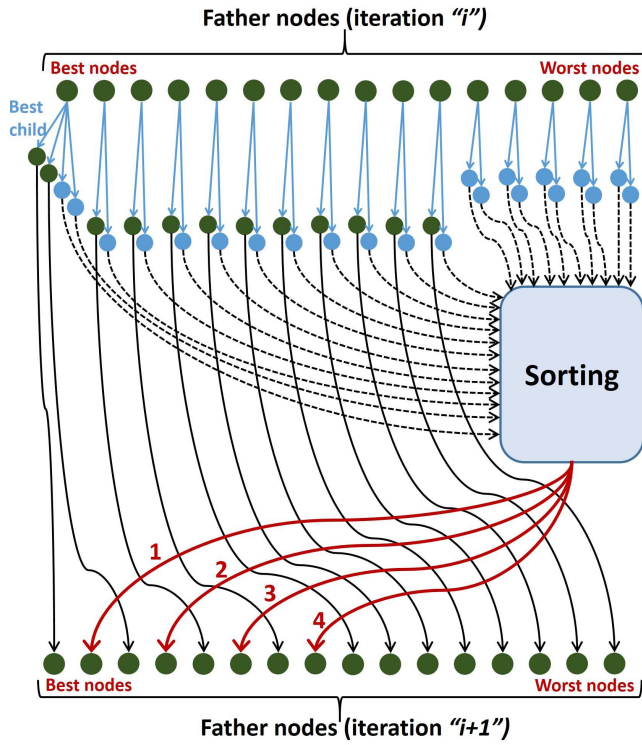 Father nodes (iteration “i”)
Best nodes
Worst nodes
Best
child
Sorting
1
2
3
4
Best nodes
Worst nodes
Father nodes (iteration “i+1”)